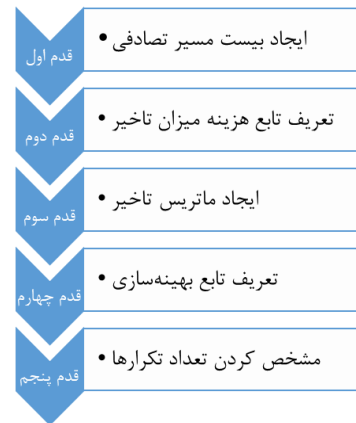 قدم اول
• ایجاد بیست مسیر تصادفی
قدم دوم
• تعریف تابع هزینه میزان تاخیر
قدم سوم
• ایجاد ماتریس تاخیر
قدم چهارم
• تعریف تابع بهینه‌سازی
قدم پنجم
• مشخص کردن تعداد تکرارها